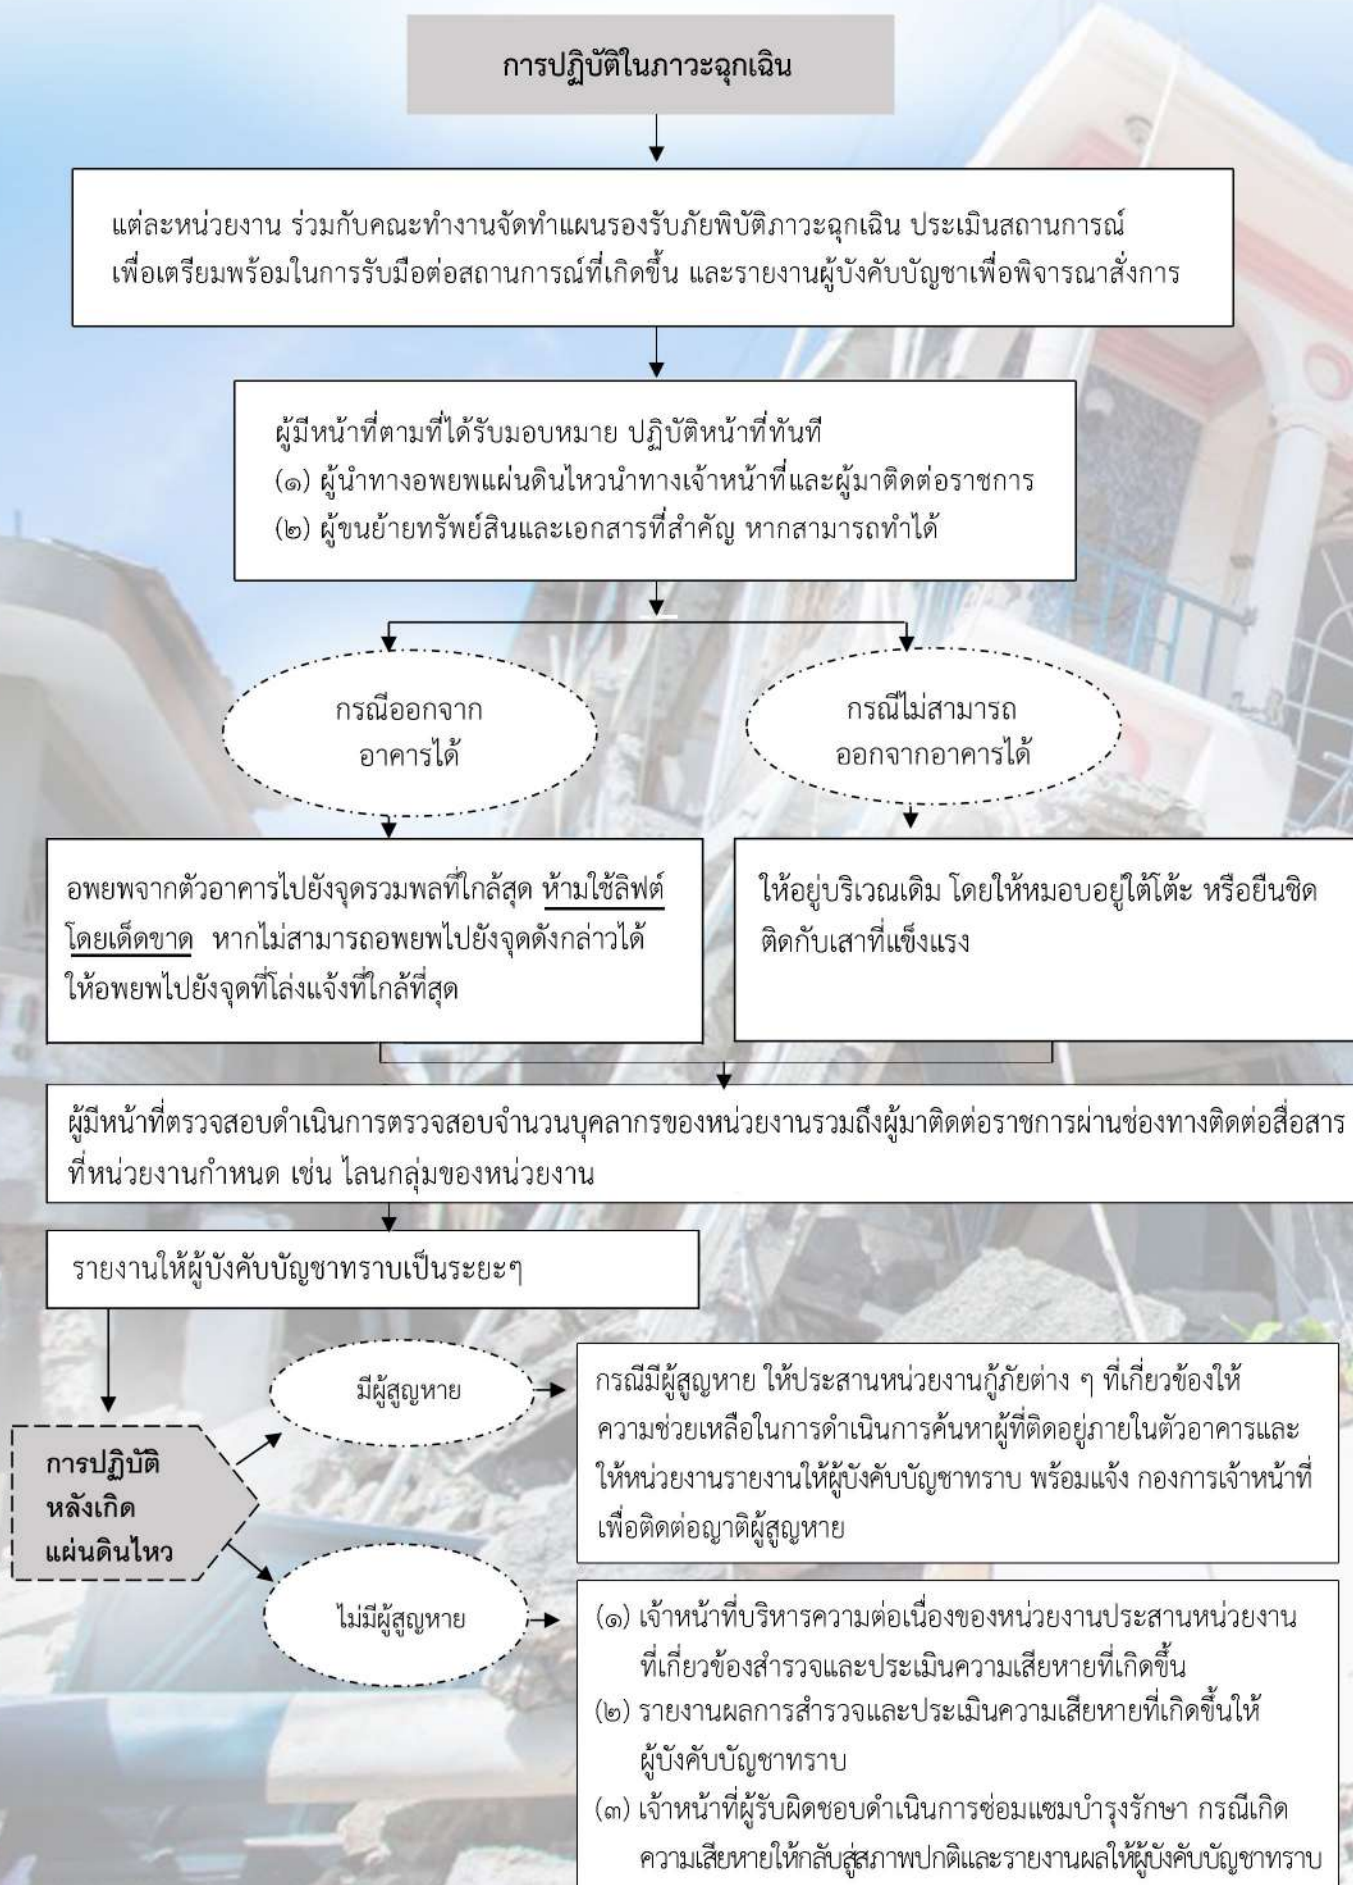 การปฏิบัติในภาวะฉุกเฉิน
แต่ละหน่วยงาน ร่วมกับคณะทำงานจัดทำแผนรองรับภัยพิบัติภาวะฉุกเฉิน ประเมินสถานการณ์
เพื่อเตรียมพร้อมในการรับมือต่อสถานการณ์ที่เกิดขึ้น และรายงานผู้บังคับบัญชาเพื่อพิจารณาสั่งการ
ผู้มีหน้าที่ตามที่ได้รับมอบหมาย ปฏิบัติหน้าที่ทันที
(๑) ผู้นำทางอพยพแผ่นดินไหวนำทางเจ้าหน้าที่และผู้มาติดต่อราชการ
(๒) ผู้ขนย้ายทรัพย์สินและเอกสารที่สำคัญ หากสามารถทำได้
กรณีออกจาก
อาคารได้
กรณีไม่สามารถ
ออกจากอาคารได้
อพยพจากตัวอาคารไปยังจุดรวมพลที่ใกล้สุด ห้ามใช้ลิฟต์
โดยเด็ดขาด หากไม่สามารถอพยพไปยังจุดดังกล่าวได้
ให้อพยพไปยังจุดที่โล่งแจ้งที่ใกล้ที่สุด
ให้อยู่บริเวณเดิม โดยให้หมอบอยู่ใต้โต๊ะ หรือยืนชิด
ติดกับเสาที่แข็งแรง
ผู้มีหน้าที่ตรวจสอบดำเนินการตรวจสอบจำนวนบุคลากรของหน่วยงานรวมถึงผู้มาติดต่อราชการผ่านช่องทางติดต่อสื่อสาร
ที่หน่วยงานกำหนด เช่น ไลนกลุ่มของหน่วยงาน
รายงานให้ผู้บังคับบัญชาทราบเป็นระยะๆ
มีผู้สูญหาย
กรณีมีผู้สูญหาย ให้ประสานหน่วยงานกู้ภัยต่าง ๆ ที่เกี่ยวข้องให้
ความช่วยเหลือในการดำเนินการค้นหาผู้ที่ติดอยู่ภายในตัวอาคารและ
ให้หน่วยงานรายงานให้ผู้บังคับบัญชาทราบ พร้อมแจ้ง กองการเจ้าหน้าที่
เพื่อติดต่อญาติผู้สูญหาย
การปฏิบัติ
หลังเกิด
แผ่นดินไหว
ไม่มีผู้สูญหาย
(๑) เจ้าหน้าที่บริหารความต่อเนื่องของหน่วยงานประสานหน่วยงาน
ที่เกี่ยวข้องสำรวจและประเมินความเสียหายที่เกิดขึ้น
(๒) รายงานผลการสำรวจและประเมินความเสียหายที่เกิดขึ้นให้
ผู้บังคับบัญชาทราบ
(๓) เจ้าหน้าที่ผู้รับผิดชอบดำเนินการซ่อมแซมบำรุงรักษา กรณีเกิด
ความเสียหายให้กลับสู่สภาพปกติและรายงานผลให้ผู้บังคับบัญชาทราบ